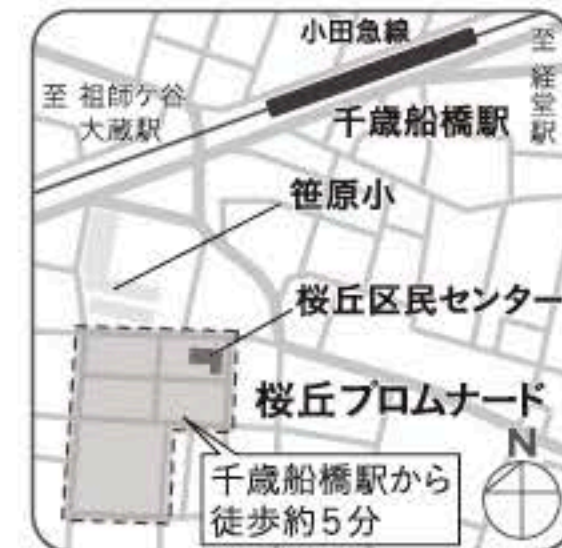 小田急線
至 経堂駅
至 祖師ケ谷
大蔵駅
千歳船橋駅
笹原小
桜丘区民センター
桜丘プロムナード
N
千歳船橋駅から
徒歩約5分